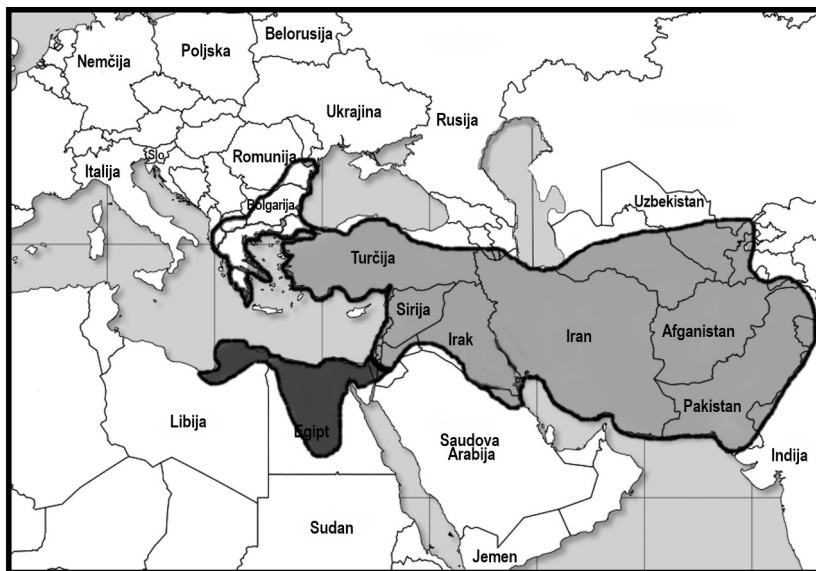 Belorusija
Poljska
Nemčija
Ukrajina
Rusija
Slo
Romunija
Italija
Uzbekistan
Bolgarija
Turčija
Sirija
Afganistan
Irak
Iran
Pakistan
Libija
Egipt
Saudova
Arabija
Indija
Sudan
Jemen